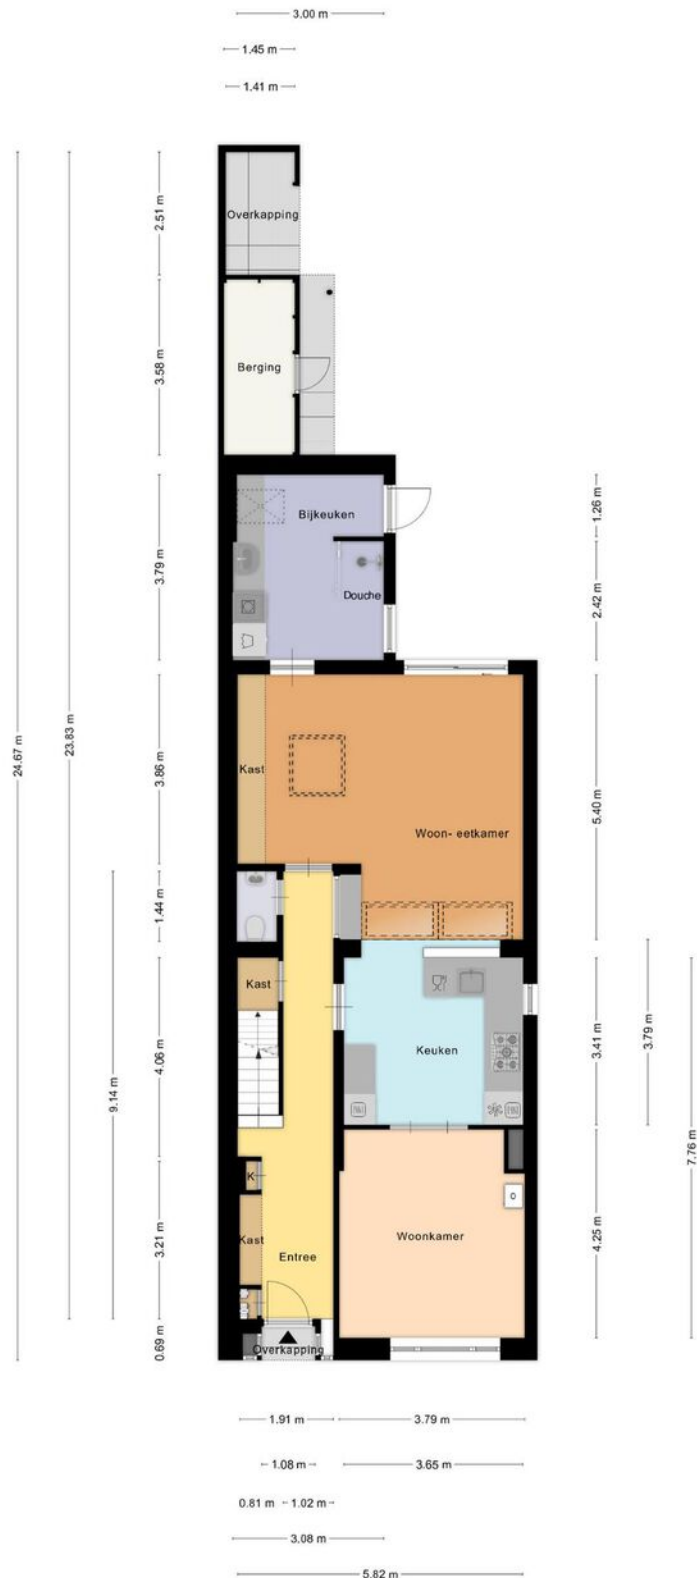 3.00 m
1.45 m
1.41 m
Overkapping
2.51 m
Berging
3.58 m
Bijkeuken
1.26 m
3.79 m
Douche
2.42 m
24.67 m
23.83 m
3.86 m
Kast
Woon- eetkamer
5.40 m
1.44 m
Kast
9.14 m
4.06 m
Keuken
3.41 m
3.79 m
7.76 m
K
Kast
Woonkamer
3.21 m
Entree
4.25 m
0.69 m
Overkapping
1.91 m
3.79 m
1.08 m
3.65 m
0.81 m
1.02 m
3.08 m
5.82 m